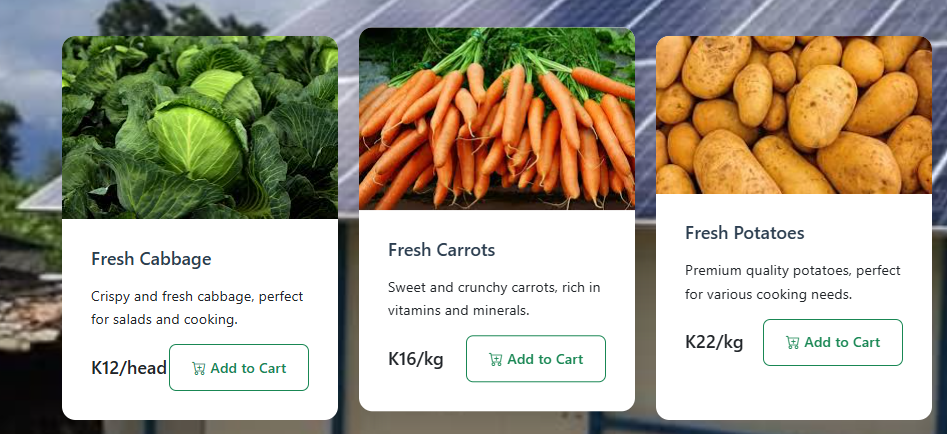 Fresh Cabbage
Crispy and fresh cabbage, perfect
for salads and cooking.
K12/head
Add to Cart
Fresh Carrots
Sweet and crunchy carrots, rich in
vitamins and minerals.
K16/kg
Add to Cart
Fresh Potatoes
Premium quality potatoes, perfect
for various cooking needs.
K22/kg
Add to Cart